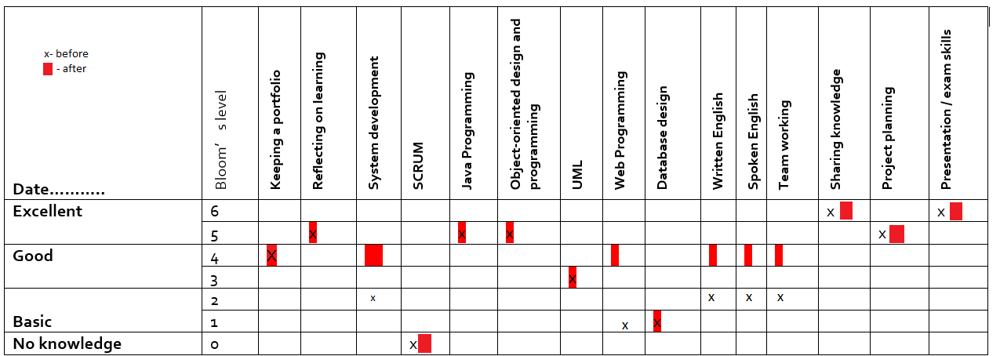 x- before
- after
Date...........
Bloom' s level
Keeping a portfolio
Reflecting on learning
System development
SCRUM
Java Programming
Object-oriented design and
programming
UML
Web Programming
Database design
Written English
Spoken English
Team working
Sharing knowledge
Project planning
Presentation / exam skills
Excellent 6 x x
5 x x x x
Good 4 x
3 x
2 x x x x
Basic 1 x x
No knowledge 0 x